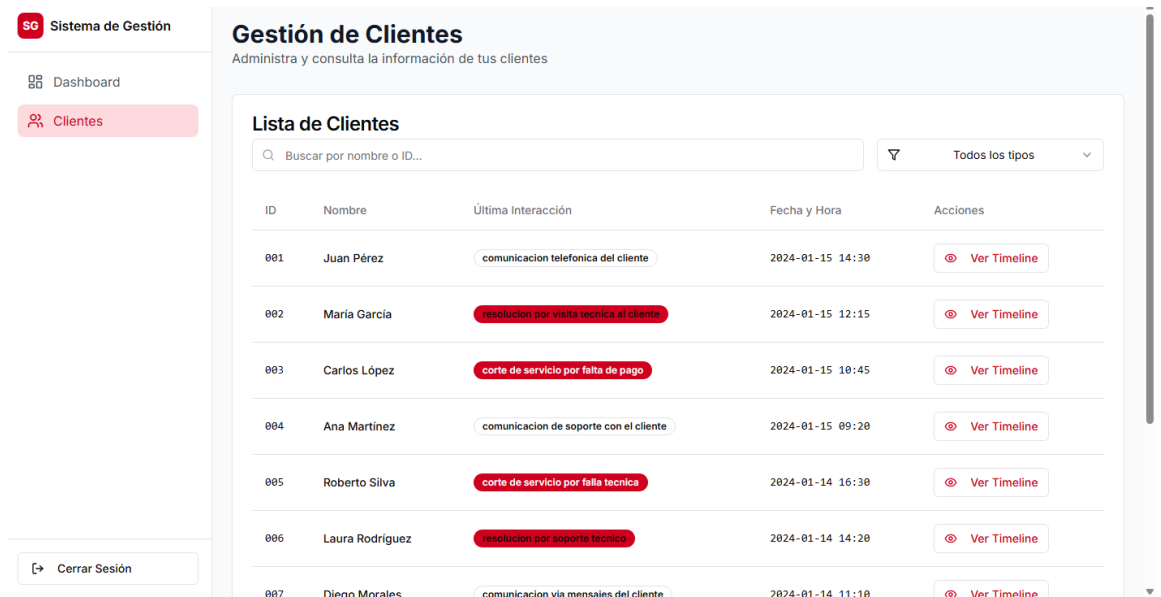 SG Sistema de Gestión
Dashboard
Clientes
Cerrar Sesión
Gestión de Clientes
Administra y consulta la información de tus clientes
Lista de Clientes
Buscar por nombre o ID...
Todos los tipos
ID Nombre Última Interacción Fecha y Hora Acciones
001 Juan Pérez comunicacion telefonica del cliente 2024-01-15 14:30 Ver Timeline
002 María García resolucion por visita tecnica al cliente 2024-01-15 12:15 Ver Timeline
003 Carlos López corte de servicio por falta de pago 2024-01-15 10:45 Ver Timeline
004 Ana Martínez comunicacion de soporte con el cliente 2024-01-15 09:20 Ver Timeline
005 Roberto Silva corte de servicio por falla tecnica 2024-01-14 16:30 Ver Timeline
006 Laura Rodríguez resolucion por soporte tecnico 2024-01-14 14:20 Ver Timeline
007 Diego Morales comunicacion via mensajes del cliente 2024-01-14 11:10 Ver Timeline